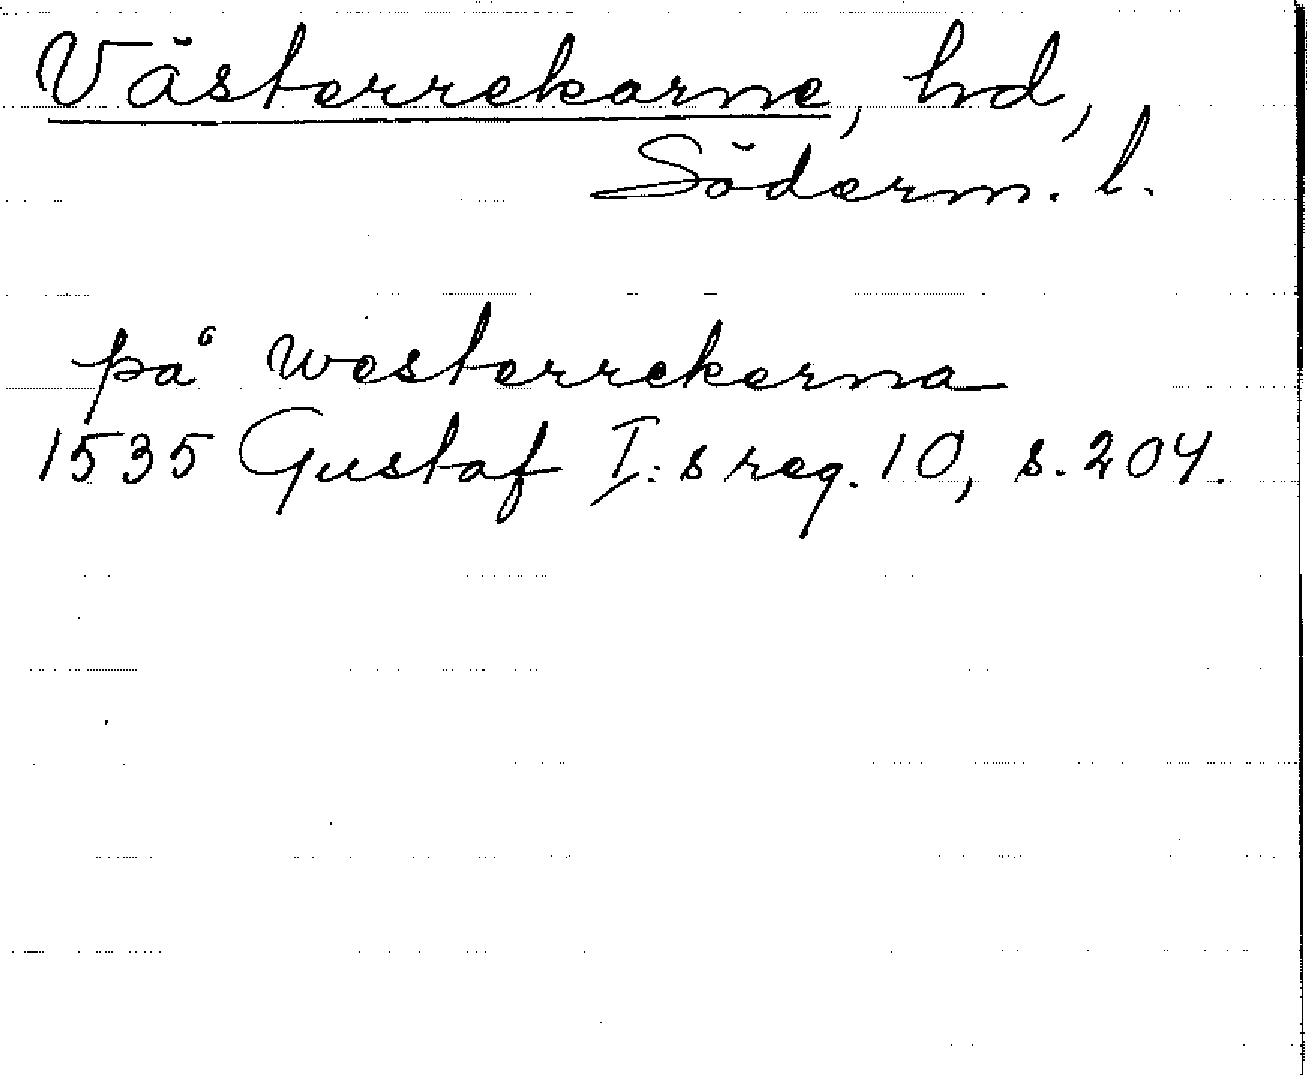 Västerrekarne, hd,
Söderm. l.
på westerrekerna
1535 Gustaf I:s reg. 10, s. 204.